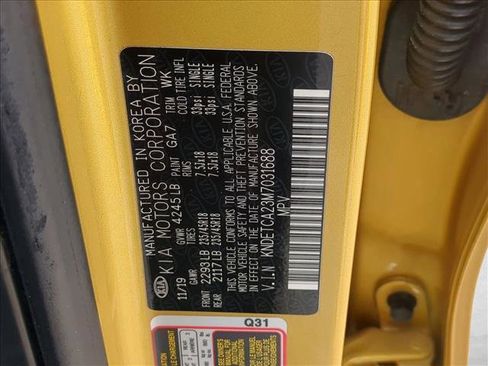 MANUFACTURED IN KOREA BY
KIA MOTORS CORPORATION
11/19 GVWR 4245LB PAINT GA7 TRIM WK
GAWR TIRES COLD TIRE INFL
FRONT 2293LB 235/45R18 7.5Jx18 33psi SINGLE
REAR 2117LB 235/45R18 7.5Jx18 33psi SINGLE
THIS VEHICLE CONFORMS TO ALL APPLICABLE U.S.A.FEDERAL
MOTOR VEHICLE SAFETY, BUMPER AND THEFT PREVENTION STANDARDS
IN EFFECT ON THE DATE OF MANUFACTURE SHOWN ABOVE.
V.I.N KNDETCA23M7031688
MPV
KIA
Q31